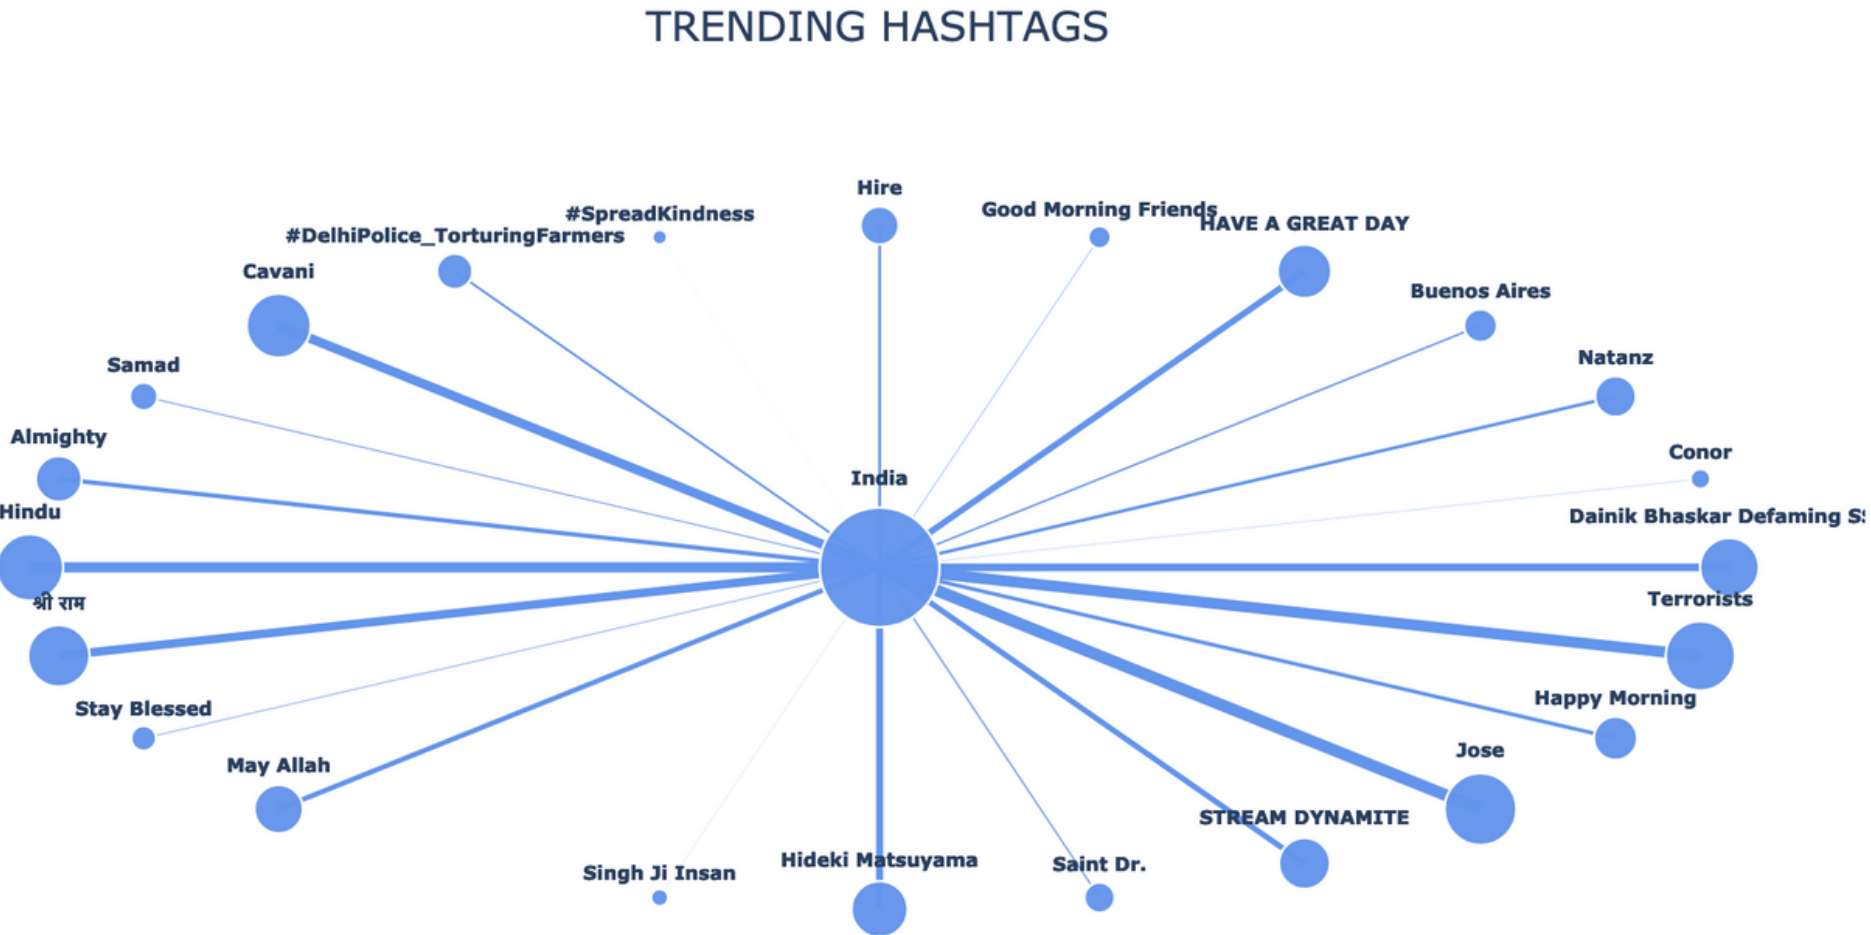 TRENDING HASHTAGS
Hire
Good Morning Friends
#SpreadKindness
HAVE A GREAT DAY
#DelhiPolice_TorturingFarmers
Cavani
Buenos Aires
Natanz
Samad
Almighty
Conor
India
Hindu
Dainik Bhaskar Defaming
श्री राम
Terrorists
Happy Morning
Stay Blessed
Jose
May Allah
STREAM DYNAMITE
Hideki Matsuyama
Saint Dr.
Singh Ji Insan